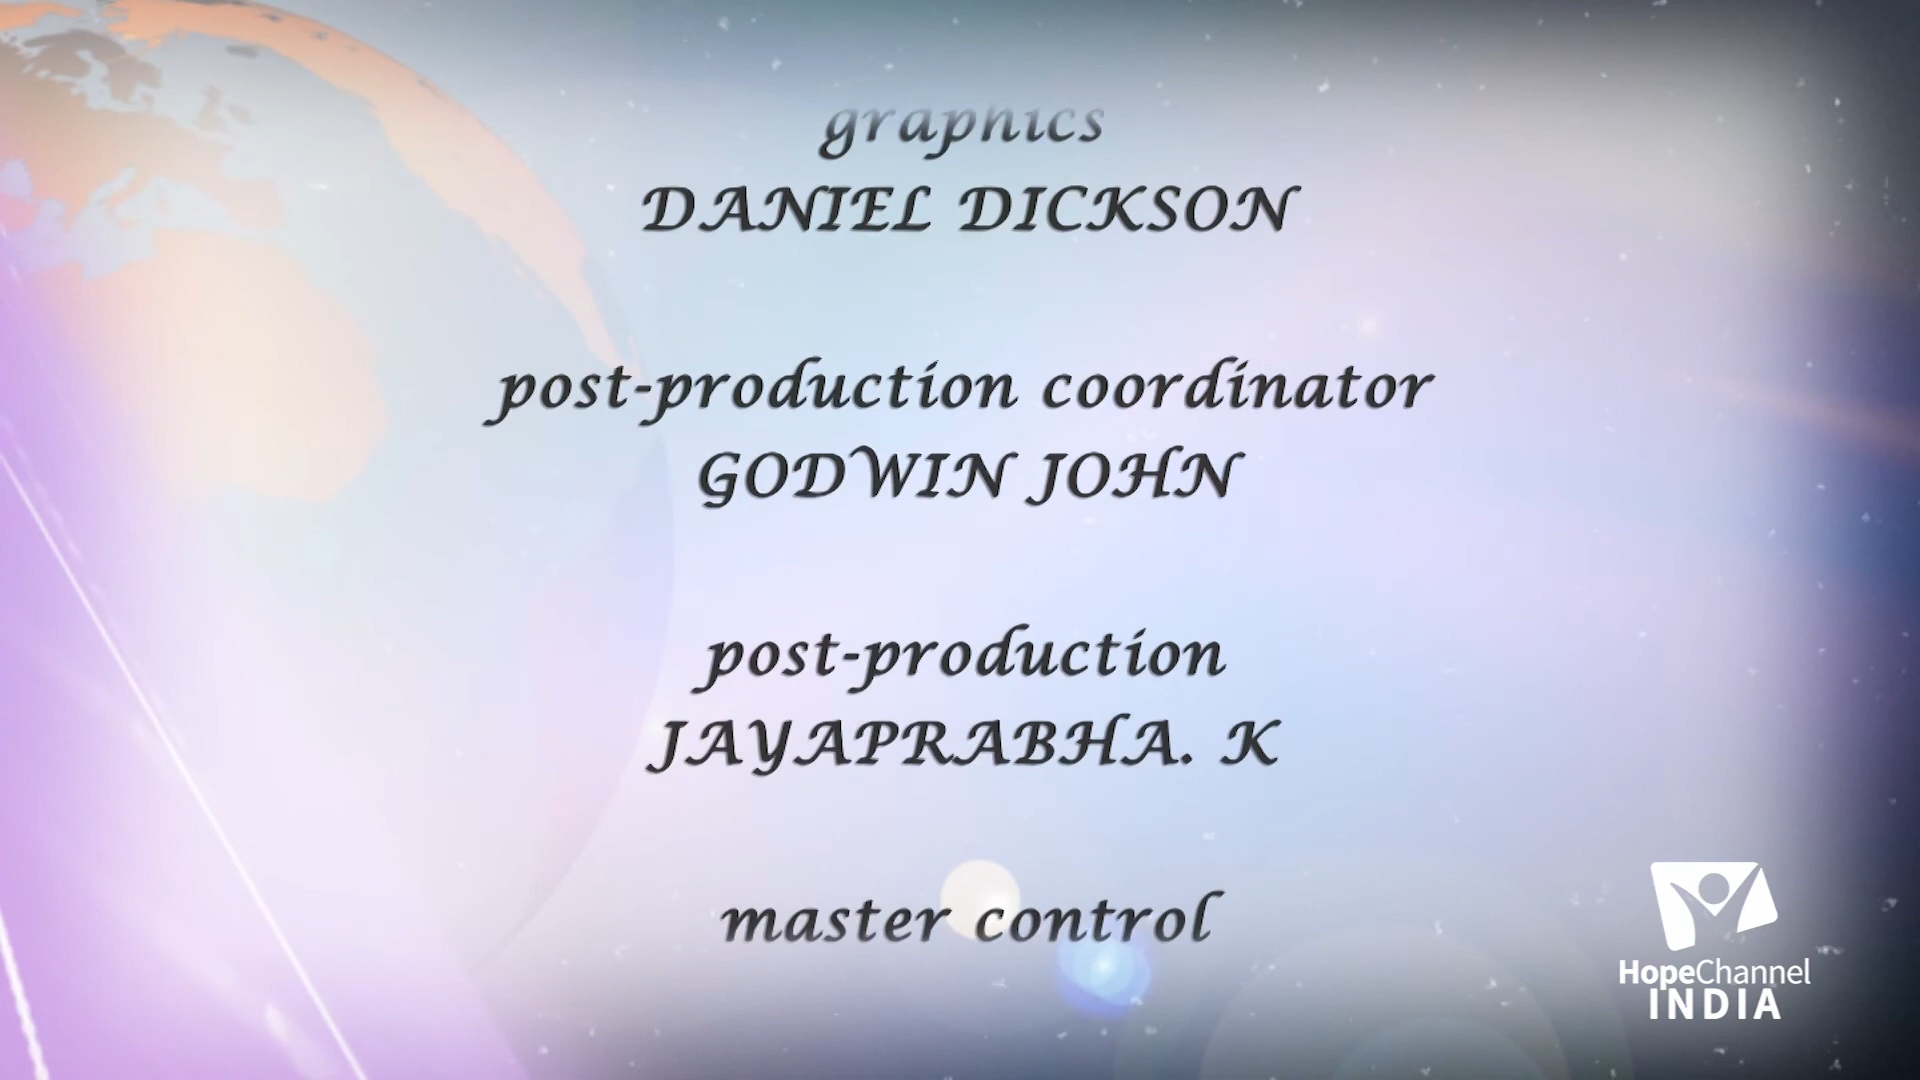 graphics
DANIEL DICKSON
post-production coordinator
GODWIN JOHN
post-production
JAYAPRABHA. K
master control
HopeChannel
INDIA